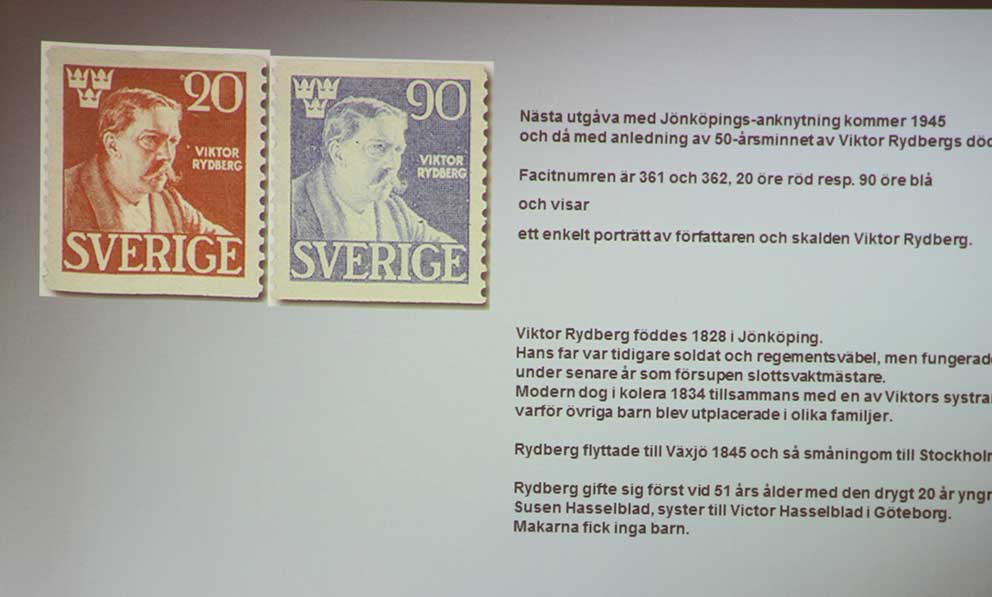 20
VIKTOR
RYDBERG
SVERIGE
90
VIKTOR
RYDBERG
SVERIGE
Nästa utgåva med Jönköpings-anknytning kommer 1945
och då med anledning av 50-årsminnet av Viktor Rydbergs
Facitnumren är 361 och 362, 20 öre röd resp. 90 öre blå
och visar
ett enkelt porträtt av författaren och skalden Viktor Rydberg.
Viktor Rydberg föddes 1828 i Jönköping.
Hans far var tidigare soldat och regementsväbel, men
under senare år som försupen slottsvaktmästare.
Modern dog i kolera 1834 tillsammans med en av Viktors
varför övriga barn blev utplacerade i olika familjer.
Rydberg flyttade till Växjö 1845 och så småningom till
Rydberg gifte sig först vid 51 års ålder med den drygt 20 år
Susen Hasselblad, syster till Victor Hasselblad i Göteborg.
Makarna fick inga barn.